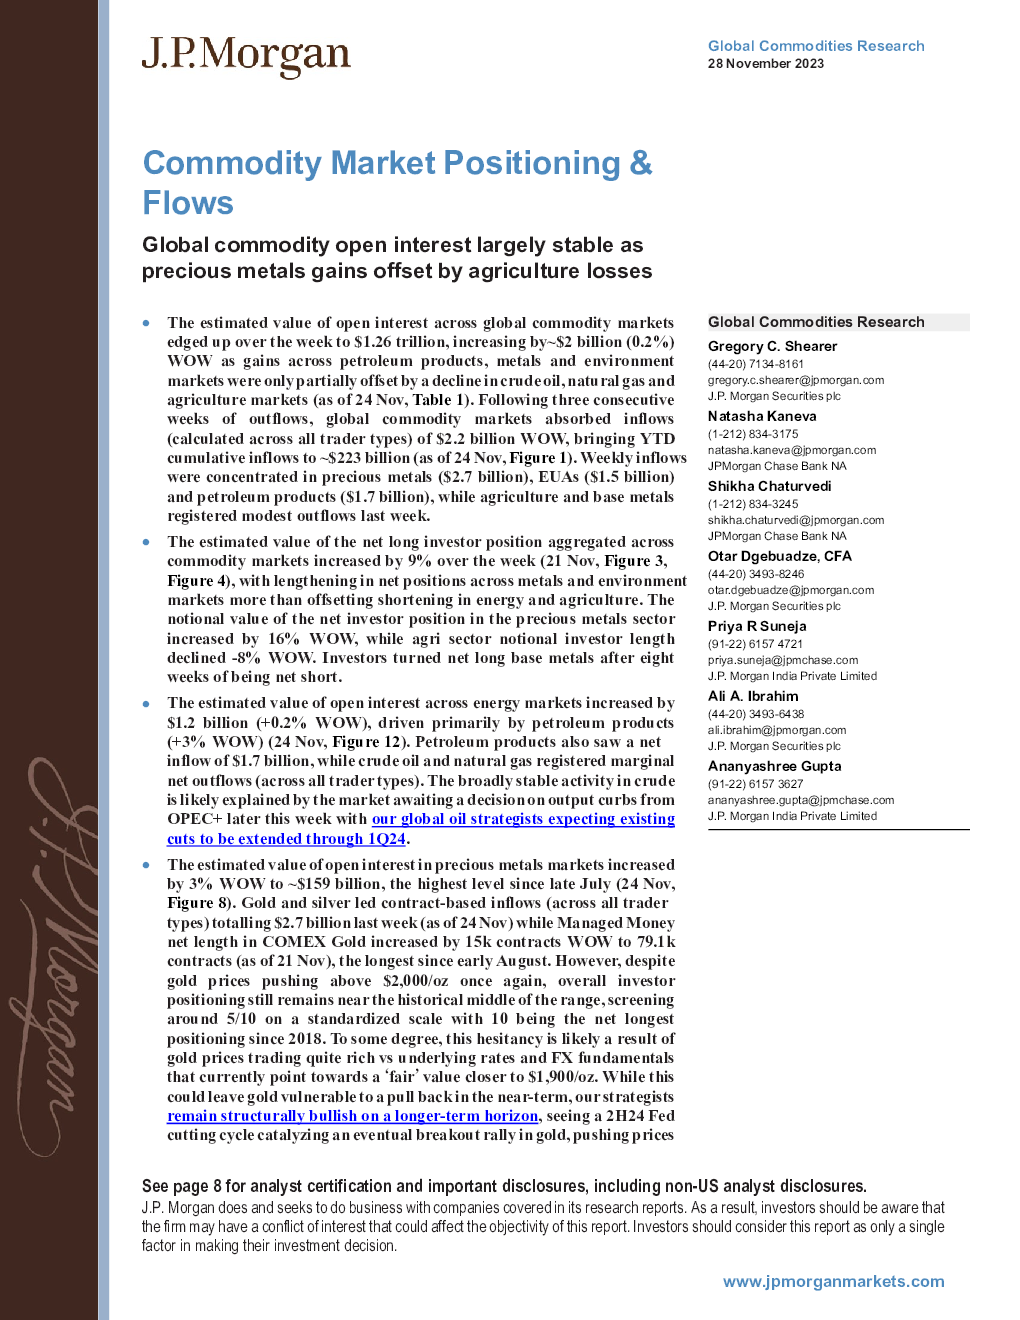 J.P.Morgan
Global Commodities Research
28 November 2023
Commodity Market Positioning &
Flows
Global commodity open interest largely stable as
precious metals gains offset by agriculture losses
• The estimated value of open interest across global commodity markets
edged up over the week to $1.26 trillion, increasing by~$2 billion (0.2%)
WOW as gains across petroleum products, metals and environment
markets were only partially offset by a decline in crude oil, natural gas and
agriculture markets (as of 24 Nov, Table 1). Following three consecutive
weeks of outflows, global commodity markets absorbed inflows
(calculated across all trader types) of $2.2 billion WOW, bringing YTD
cumulative inflows to ~$223 billion (as of 24 Nov, Figure 1). Weekly inflows
were concentrated in precious metals ($2.7 billion), EUAs ($1.5 billion)
and petroleum products ($1.7 billion), while agriculture and base metals
registered modest outflows last week.
• The estimated value of the net long investor position aggregated across
commodity markets increased by 9% over the week (21 Nov, Figure 3,
Figure 4), with lengthening in net positions across metals and environment
markets more than offsetting shortening in energy and agriculture. The
notional value of the net investor position in the precious metals sector
increased by 16% WOW, while agri sector notional investor length
declined -8% WOW. Investors turned net long base metals after eight
weeks of being net short.
• The estimated value of open interest across energy markets increased by
$1.2 billion (+0.2% WOW), driven primarily by petroleum products
(+3% WOW) (24 Nov, Figure 12). Petroleum products also saw a net
inflow of $1.7 billion, while crude oil and natural gas registered marginal
net outflows (across all trader types). The broadly stable activity in crude
is likely explained by the market awaiting a decision on output curbs from
OPEC+ later this week with our global oil strategists expecting existing
cuts to be extended through 1Q24.
• The estimated value of open interest in precious metals markets increased
by 3% WOW to ~$159 billion, the highest level since late July (24 Nov,
Figure 8). Gold and silver led contract-based inflows (across all trader
types) totalling $2.7 billion last week (as of 24 Nov) while Managed Money
net length in COMEX Gold increased by 15k contracts WOW to 79.1k
contracts (as of 21 Nov), the longest since early August. However, despite
gold prices pushing above $2,000/oz once again, overall investor
positioning still remains near the historical middle of the range, screening
around 5/10 on a standardized scale with 10 being the net longest
positioning since 2018. To some degree, this hesitancy is likely a result of
gold prices trading quite rich vs underlying rates and FX fundamentals
that currently point towards a ‘fair’ value closer to $1,900/oz. While this
could leave gold vulnerable to a pull back in the near-term, our strategists
remain structurally bullish on a longer-term horizon, seeing a 2H24 Fed
cutting cycle catalyzing an eventual breakout rally in gold, pushing prices
Global Commodities Research
Gregory C. Shearer
(44-20) 7134-8161
gregory.c.shearer@jpmorgan.com
J.P. Morgan Securities plc
Natasha Kaneva
(1-212) 834-3175
natasha.kaneva@jpmorgan.com
JPMorgan Chase Bank NA
Shikha Chaturvedi
(1-212) 834-3245
shikha.chaturvedi@jpmorgan.com
JPMorgan Chase Bank NA
Otar Dgebuadze, CFA
(44-20) 3493-8246
otar.dgebuadze@jpmorgan.com
J.P. Morgan Securities plc
Priya R Suneja
(91-22) 6157 4721
priya.suneja@jpmchase.com
J.P. Morgan India Private Limited
Ali A. Ibrahim
(44-20) 3493-6438
ali.ibrahim@jpmorgan.com
J.P. Morgan Securities plc
Ananyashree Gupta
(91-22) 6157 3627
ananyashree.gupta@jpmchase.com
J.P. Morgan India Private Limited
J.P.Morgan
See page 8 for analyst certification and important disclosures, including non-US analyst disclosures.
J.P. Morgan does and seeks to do business with companies covered in its research reports. As a result, investors should be aware that
the firm may have a conflict of interest that could affect the objectivity of this report. Investors should consider this report as only a single
factor in making their investment decision.
www.jpmorganmarkets.com